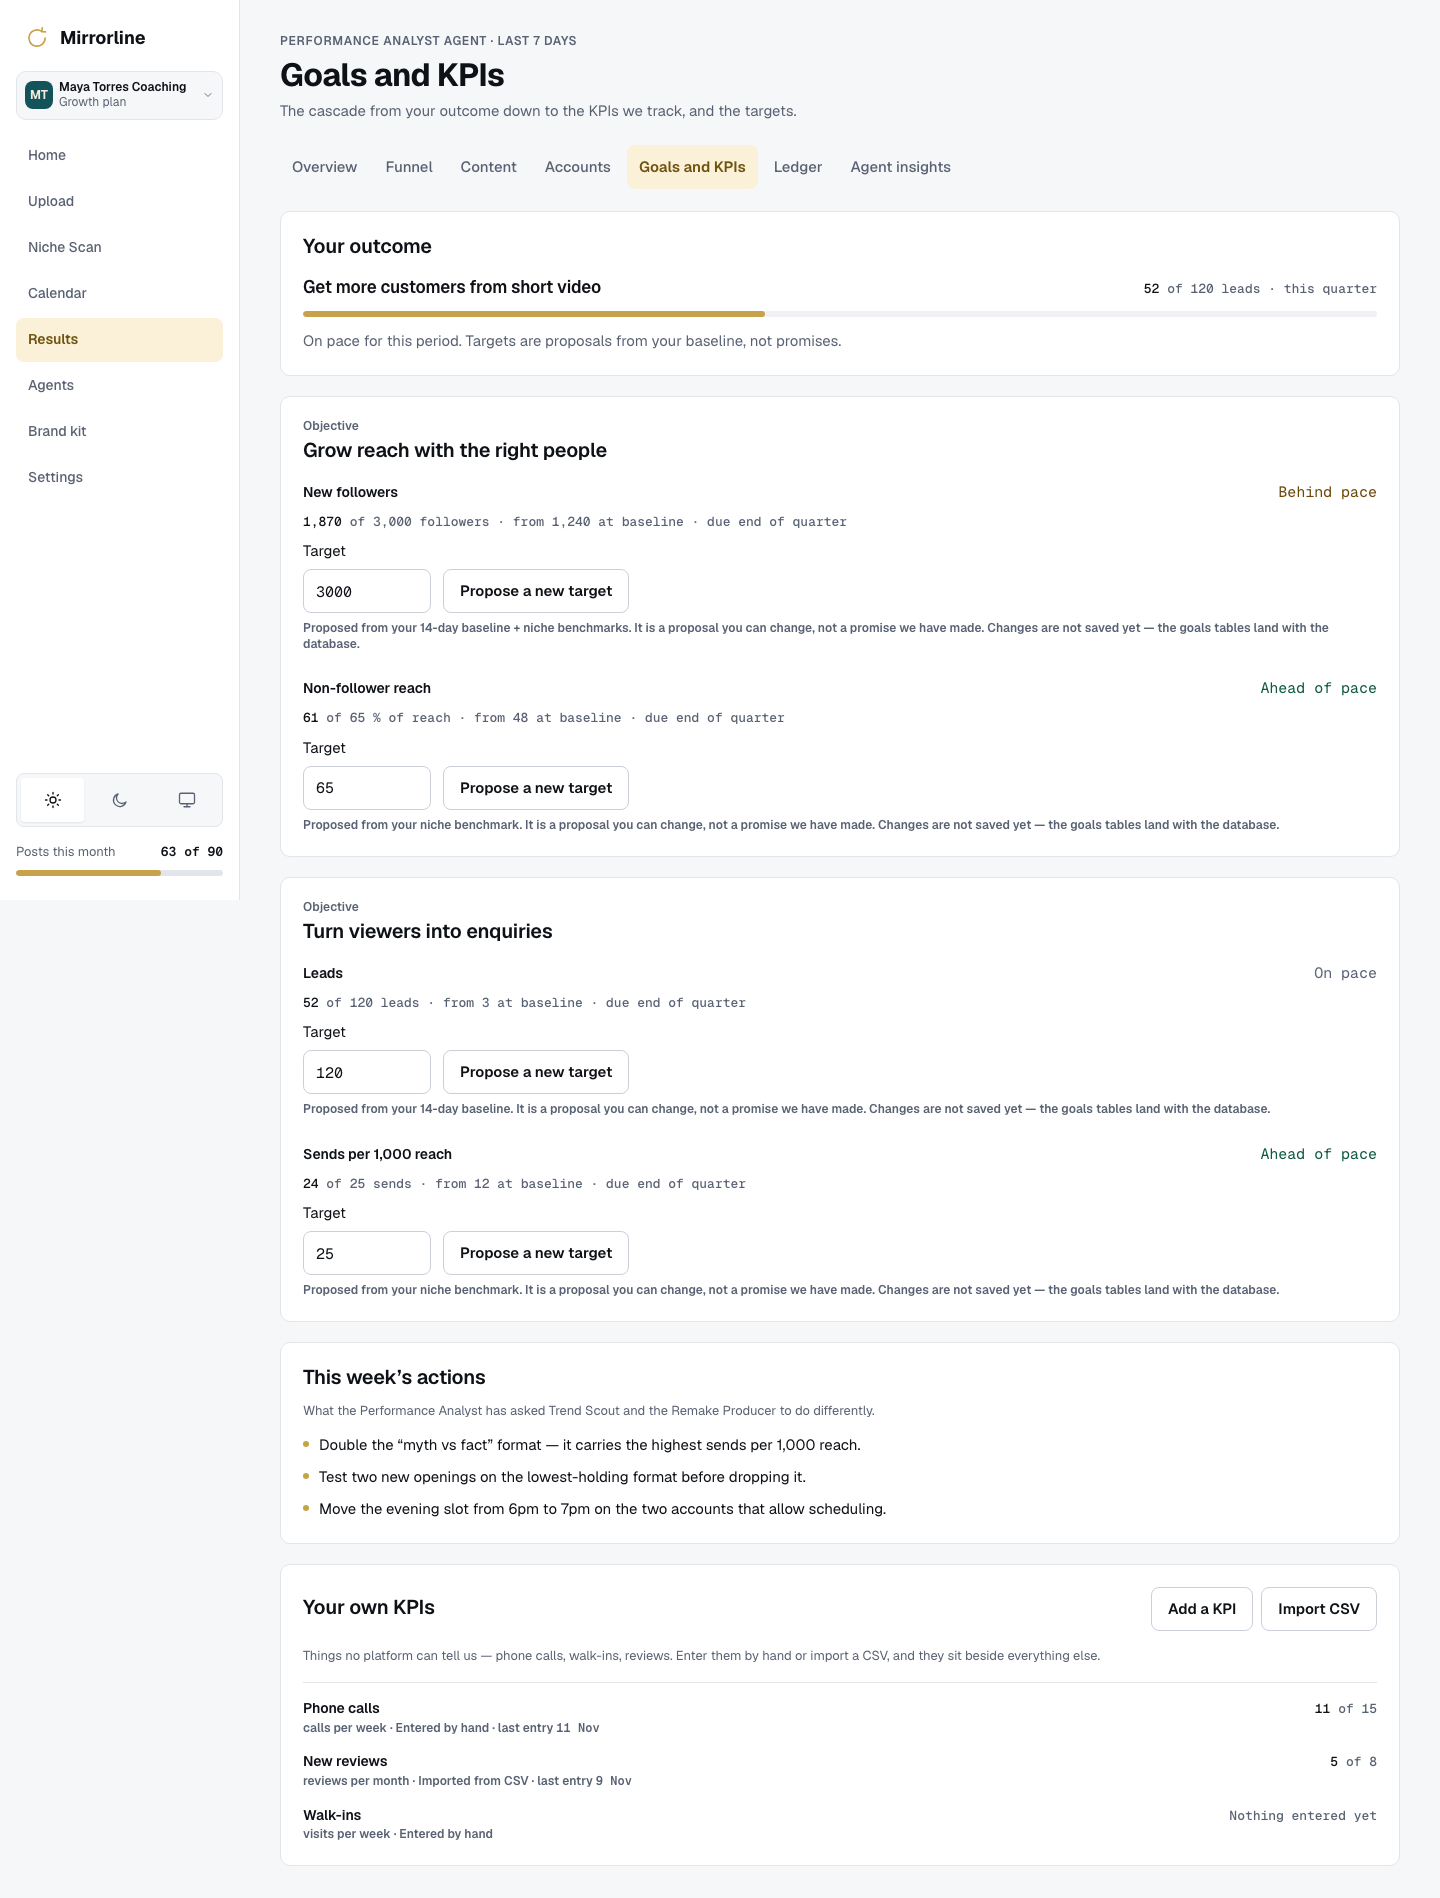 Mirrorline
MT
Maya Torres Coaching
Growth plan
Home
Upload
Niche Scan
Calendar
Results
Agents
Brand kit
Settings
Posts this month
63 of 90
PERFORMANCE ANALYST AGENT · LAST 7 DAYS
Goals and KPIs
The cascade from your outcome down to the KPIs we track, and the targets.
Overview
Funnel
Content
Accounts
Goals and KPIs
Ledger
Agent insights
Your outcome
Get more customers from short video
52 of 120 leads · this quarter
On pace for this period. Targets are proposals from your baseline, not promises.
Objective
Grow reach with the right people
New followers
Behind pace
1,870 of 3,000 followers · from 1,240 at baseline · due end of quarter
Target
3000
Propose a new target
Proposed from your 14-day baseline + niche benchmarks. It is a proposal you can change, not a promise we have made. Changes are not saved yet — the goals tables land with the
database.
Non-follower reach
Ahead of pace
61 of 65 % of reach · from 48 at baseline · due end of quarter
Target
65
Propose a new target
Proposed from your niche benchmark. It is a proposal you can change, not a promise we have made. Changes are not saved yet — the goals tables land with the database.
Objective
Turn viewers into enquiries
Leads
On pace
52 of 120 leads · from 3 at baseline · due end of quarter
Target
120
Propose a new target
Proposed from your 14-day baseline. It is a proposal you can change, not a promise we have made. Changes are not saved yet — the goals tables land with the database.
Sends per 1,000 reach
Ahead of pace
24 of 25 sends · from 12 at baseline · due end of quarter
Target
25
Propose a new target
Proposed from your niche benchmark. It is a proposal you can change, not a promise we have made. Changes are not saved yet — the goals tables land with the database.
This week’s actions
What the Performance Analyst has asked Trend Scout and the Remake Producer to do differently.
Double the “myth vs fact” format — it carries the highest sends per 1,000 reach.
Test two new openings on the lowest-holding format before dropping it.
Move the evening slot from 6pm to 7pm on the two accounts that allow scheduling.
Your own KPIs
Add a KPI
Import CSV
Things no platform can tell us — phone calls, walk-ins, reviews. Enter them by hand or import a CSV, and they sit beside everything else.
Phone calls
11 of 15
calls per week · Entered by hand · last entry 11 Nov
New reviews
5 of 8
reviews per month · Imported from CSV · last entry 9 Nov
Walk-ins
Nothing entered yet
visits per week · Entered by hand